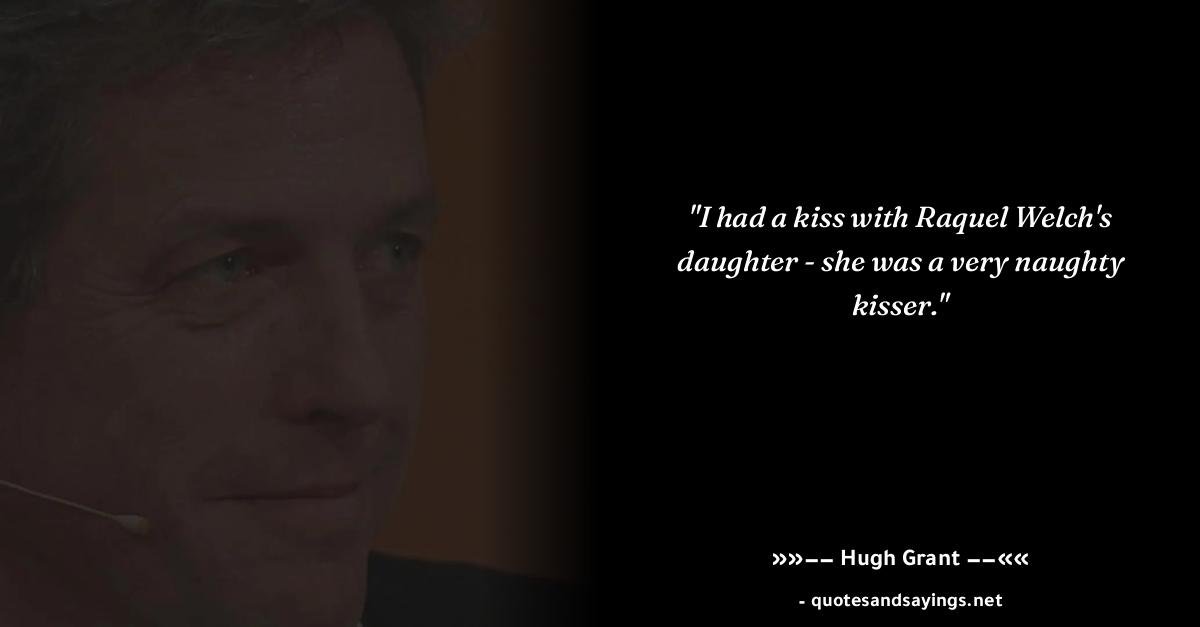 "I had a kiss with Raquel Welch's
daughter - she was a very naughty
kisser."
»»−− Hugh Grant −−««
- quotesandsayings.net